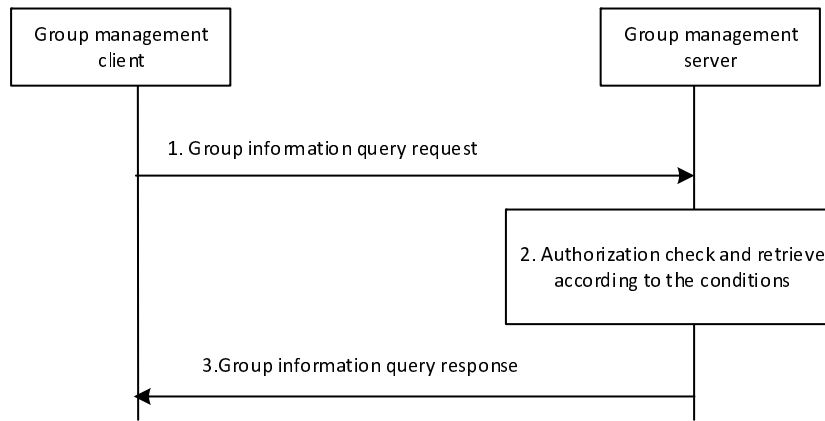 Group management
client
Group management
server
1. Group information query request
2. Authorization check and retrieve
according to the conditions
3.Group information query response